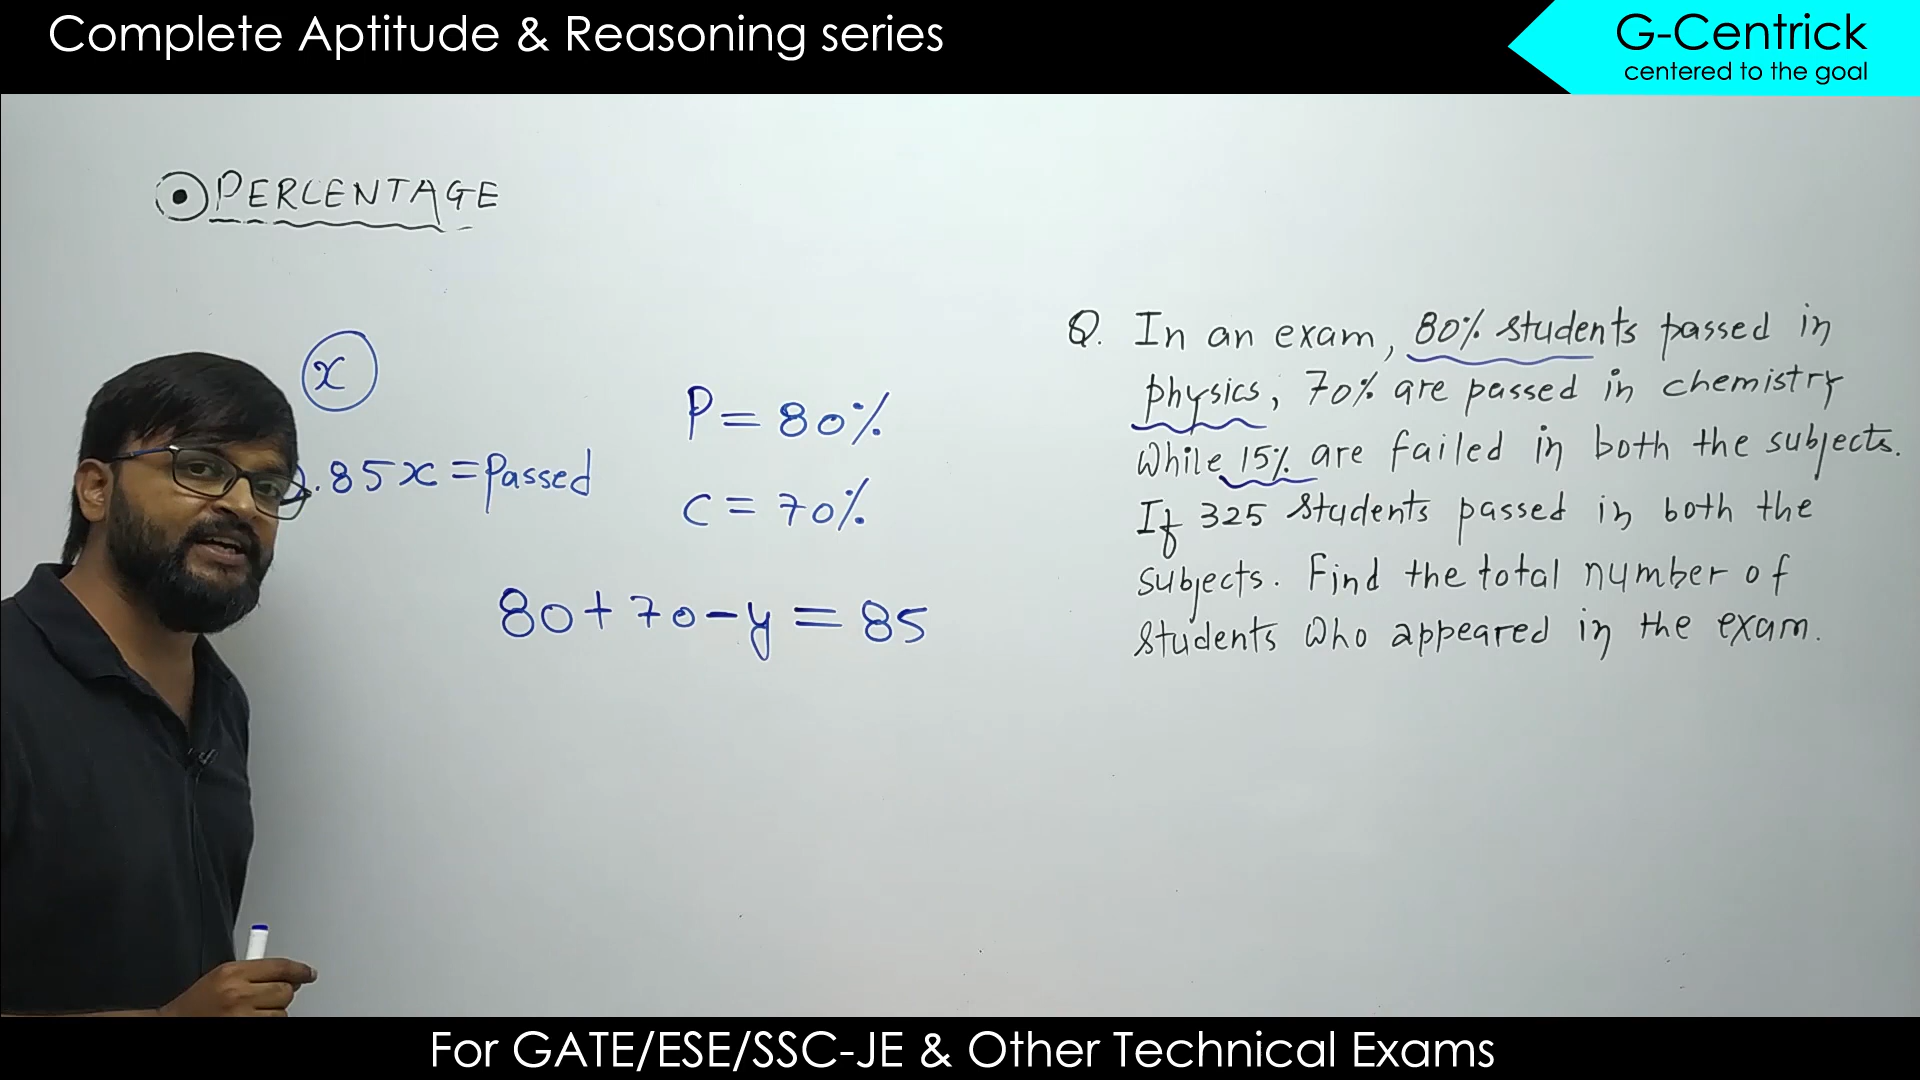 Complete Aptitude & Reasoning series
G-Centrick
centered to the goal
PERCENTAGE
x
.85x = Passed
P = 80%
C = 70%
80 + 70 - y = 85
Q. In an exam, 80% students passed in
physics, 70% are passed in chemistry
While 15% are failed in both the subjects.
If 325 students passed in both the
subjects. Find the total number of
students who appeared in the exam.
For GATE/ESE/SSC-JE & Other Technical Exams